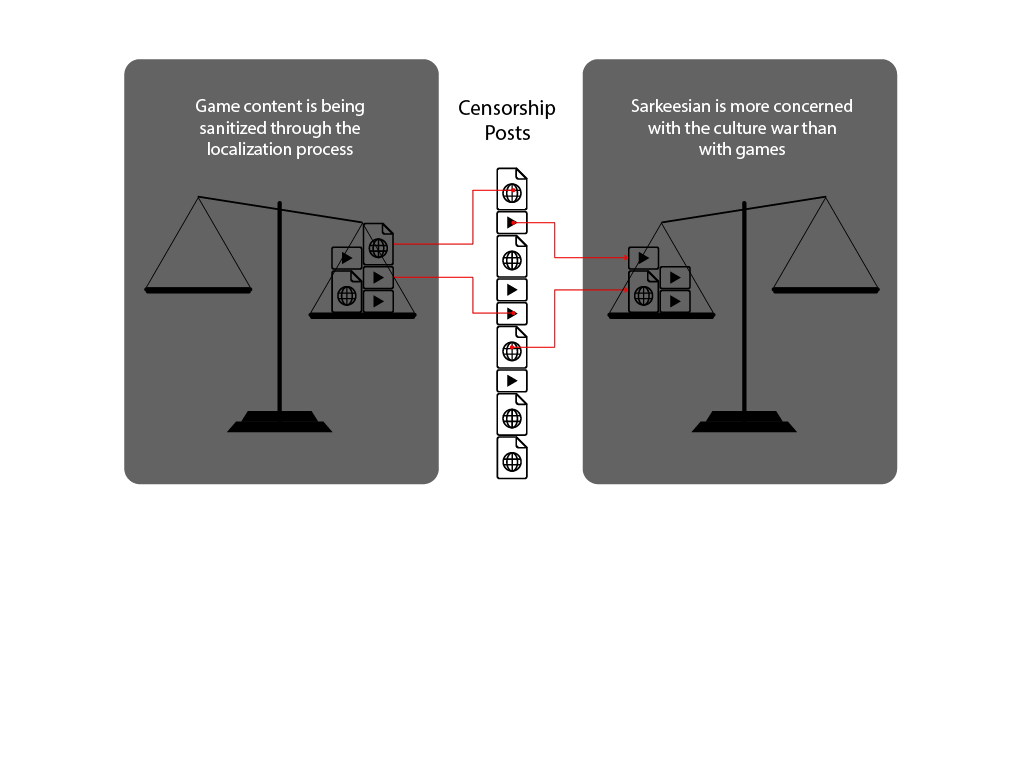 Game content is being
sanitized through the
localization process
Censorship
Posts
Sarkeesian is more concerned
with the culture war than
with games